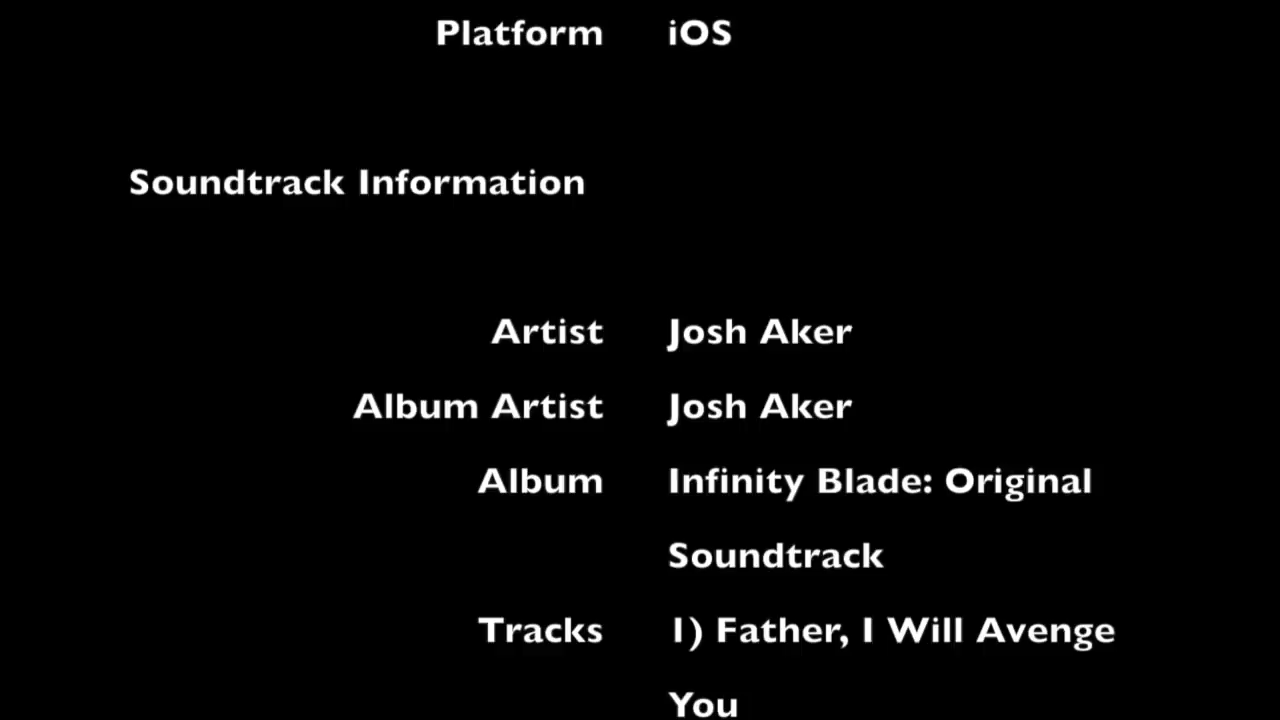 Platform iOS
Soundtrack Information
Artist Josh Aker
Album Artist Josh Aker
Album Infinity Blade: Original
Soundtrack
Tracks 1) Father, I Will Avenge
You